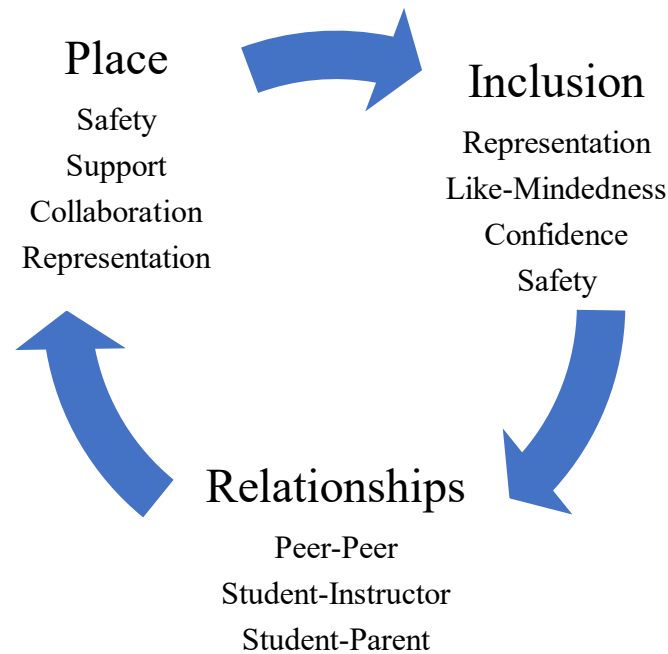 Place
Safety
Support
Collaboration
Representation
Inclusion
Representation
Like-Mindedness
Confidence
Safety
Relationships
Peer-Peer
Student-Instructor
Student-Parent